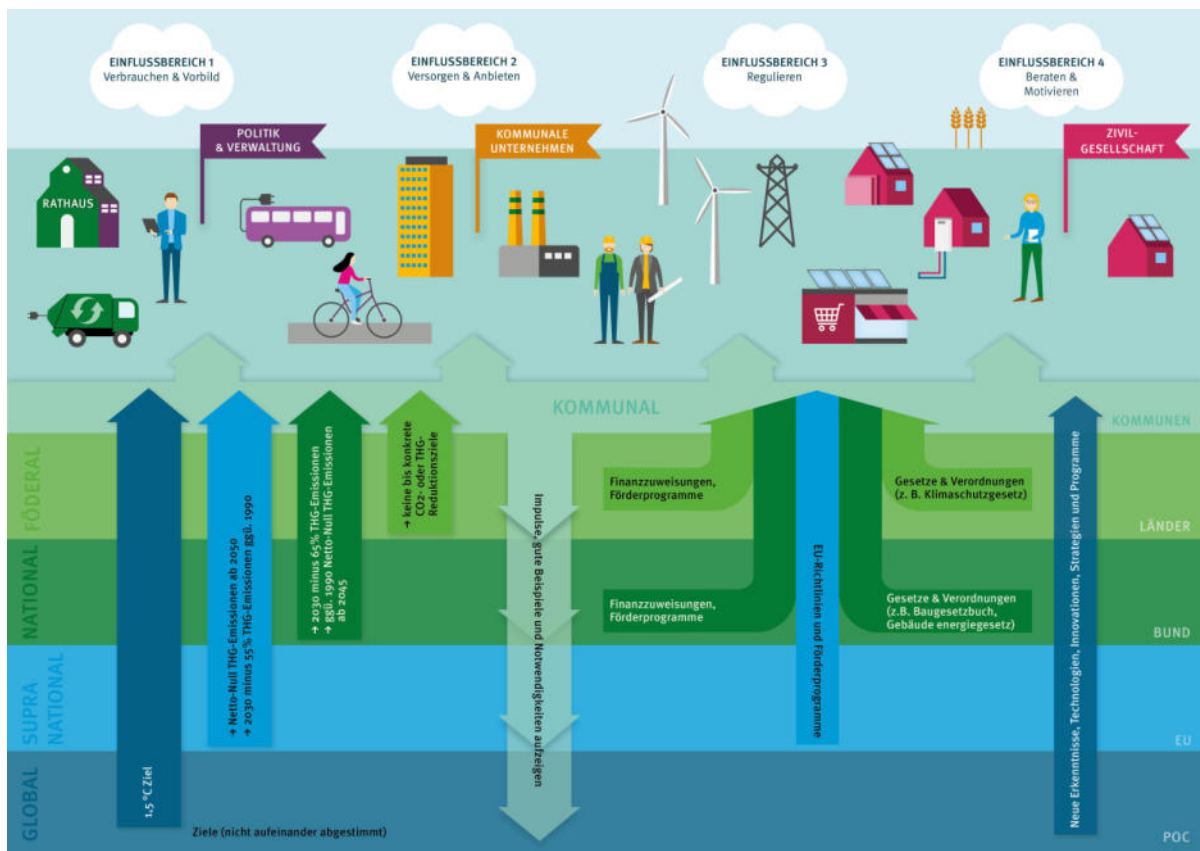 EINFLUSSBEREICH 1
Verbrauchen & Vorbild
EINFLUSSBEREICH 2
Versorgen & Anbieten
EINFLUSSBEREICH 3
Regulieren
EINFLUSSBEREICH 4
Beraten &
Motivieren
POLITIK
& VERWALTUNG
KOMMUNALE
UNTERNEHMEN
ZIVIL-
GESELLSCHAFT
RATHAUS
KOMMUNAL
KOMMUNEN
FÖDERAL
LÄNDER
NATIONAL
BUND
SUPRA
NATIONAL
EU
GLOBAL
POC
1,5 °C Ziel
→ Netto-Null THG-Emissionen ab 2050
→ 2030 minus 55% THG-Emissionen ggü. 1990
→ 2030 minus 65% THG-Emissionen
→ ggü. 1990 Netto-Null THG-Emissionen
ab 2045
→ keine bis konkrete
CO2- oder THG-
Reduktionsziele
Ziele (nicht aufeinander abgestimmt)
Impulse, gute Beispiele und Notwendigkeiten aufzeigen
Finanzzuweisungen,
Förderprogramme
Gesetze & Verordnungen
(z. B. Klimaschutzgesetz)
Finanzzuweisungen,
Förderprogramme
Gesetze & Verordnungen
(z.B. Baugesetzbuch,
Gebäude energiegesetz)
EU-Richtlinien und Förderprogramme
Neue Erkenntnisse, Technologien, Innovationen, Strategien und Programme